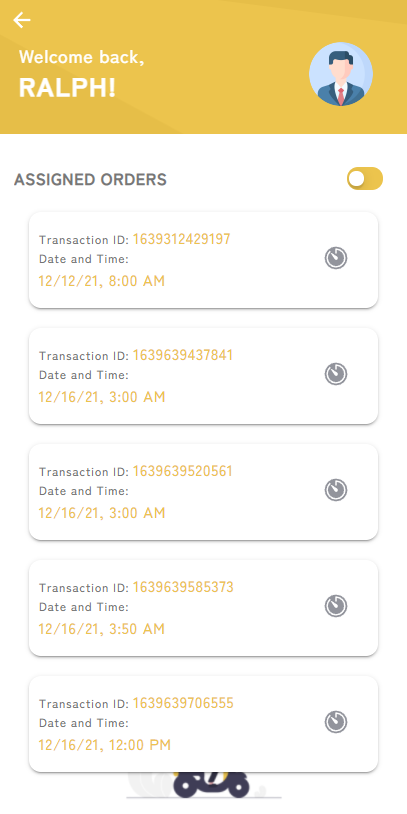 Welcome back,
RALPH!
ASSIGNED ORDERS
Transaction ID: 1639312429197
Date and Time:
12/12/21, 8:00 AM
Transaction ID: 1639639437841
Date and Time:
12/16/21, 3:00 AM
Transaction ID: 1639639520561
Date and Time:
12/16/21, 3:00 AM
Transaction ID: 1639639585373
Date and Time:
12/16/21, 3:50 AM
Transaction ID: 1639639706555
Date and Time:
12/16/21, 12:00 PM